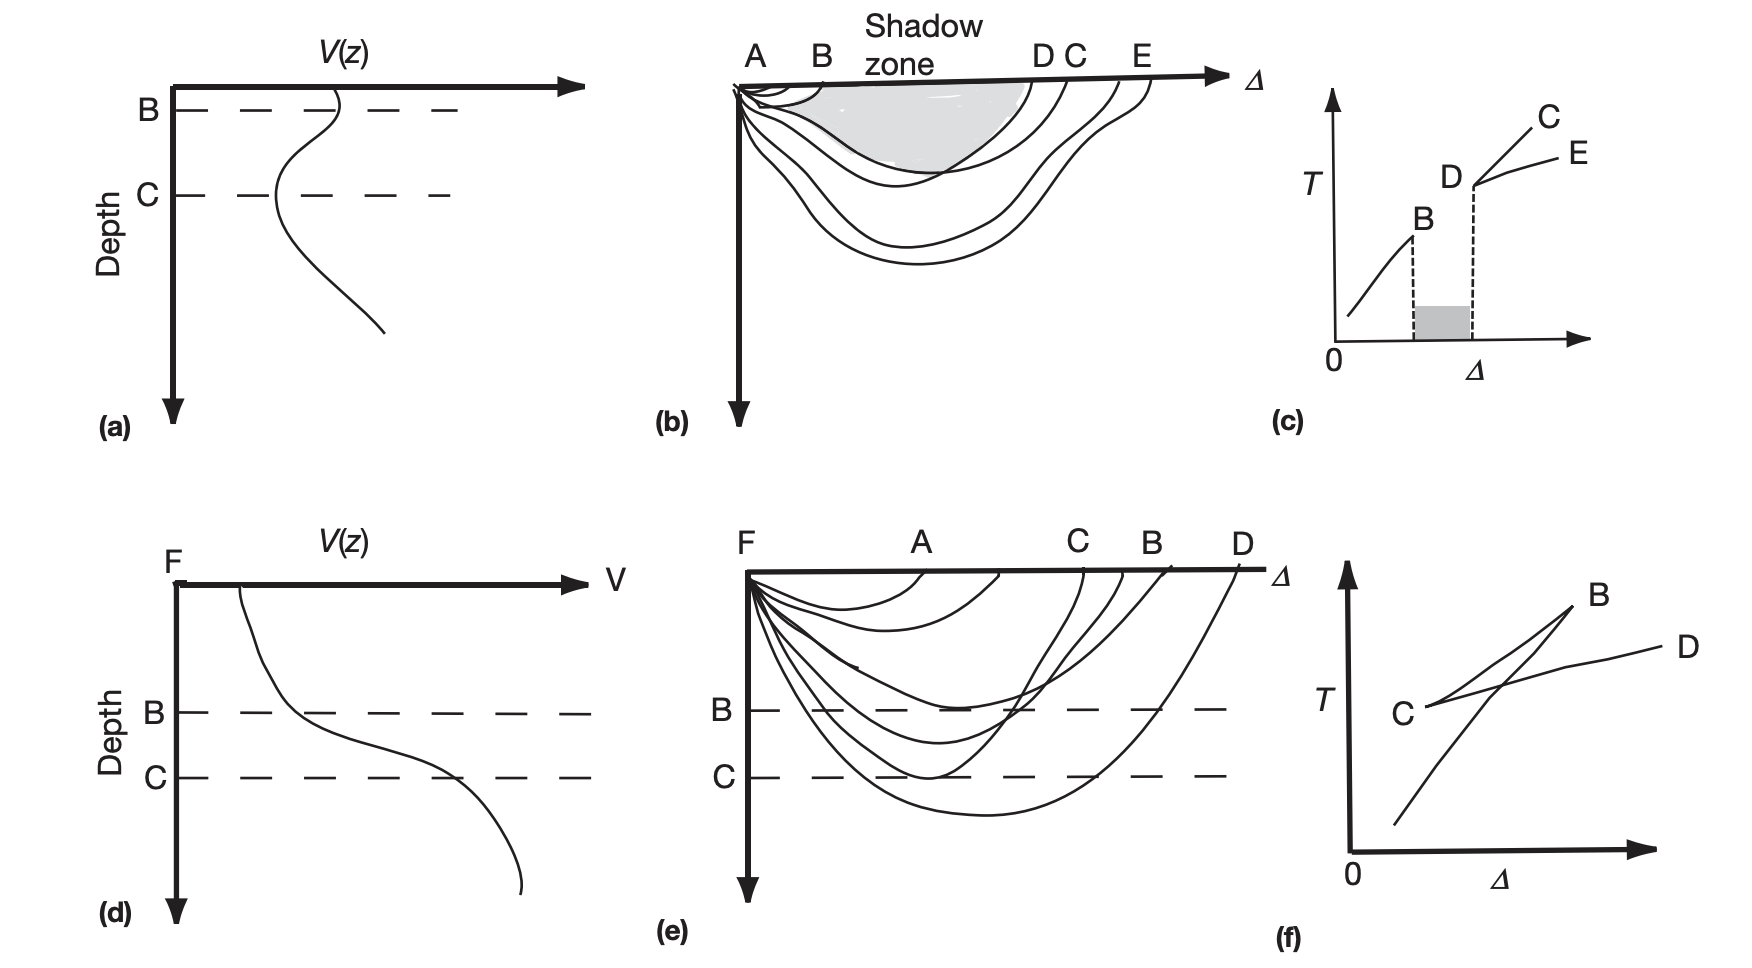 V(z)
B
C
Depth
(a)
Shadow
zone
A B D C E
Δ
(b)
T
B
C
D
E
0
Δ
(c)
F
V(z)
V
Depth
B
C
(d)
F A C B D
Δ
B
C
(e)
T
B
D
C
0
Δ
(f)